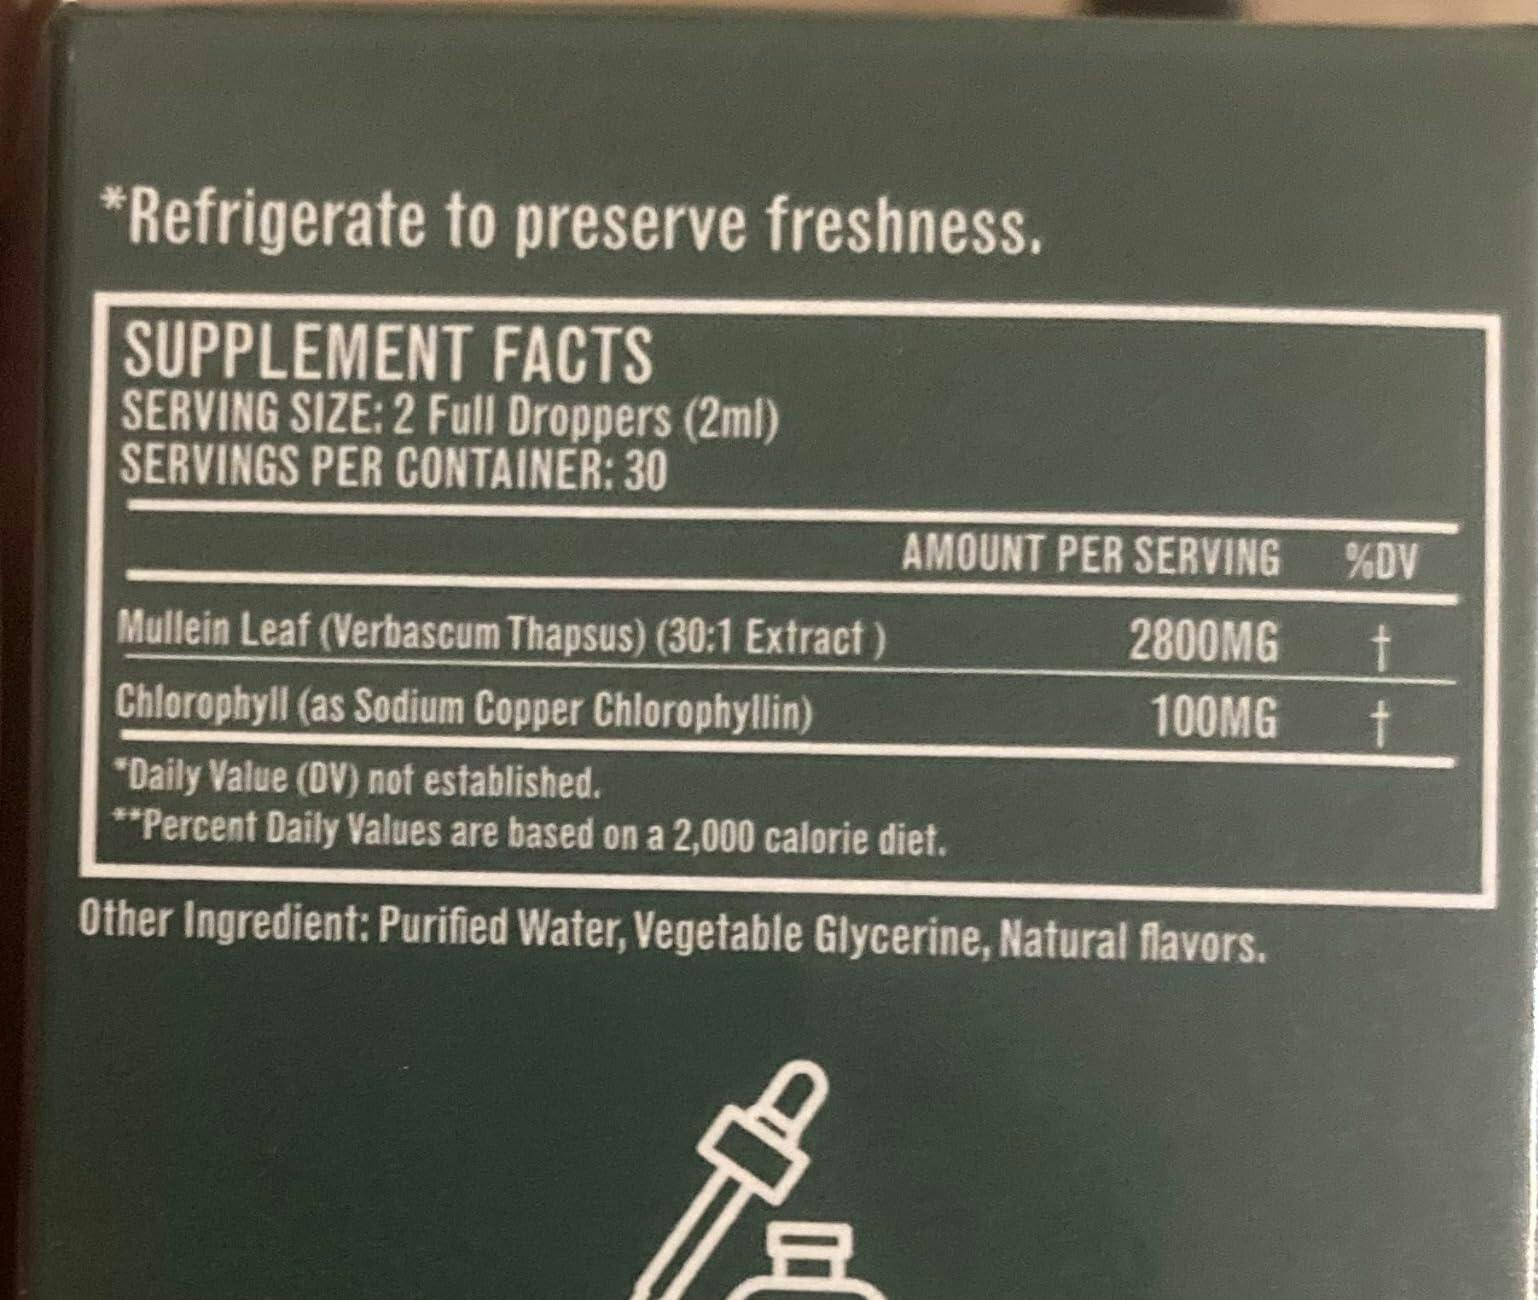 *Refrigerate to preserve freshness.
SUPPLEMENT FACTS
SERVING SIZE: 2 Full Droppers (2ml)
SERVINGS PER CONTAINER: 30
AMOUNT PER SERVING %DV
Mullein Leaf (Verbascum Thapsus) (30:1 Extract ) 2800MG †
Chlorophyll (as Sodium Copper Chlorophyllin) 100MG †
*Daily Value (DV) not established.
**Percent Daily Values are based on a 2,000 calorie diet.
Other Ingredient: Purified Water, Vegetable Glycerine, Natural flavors.